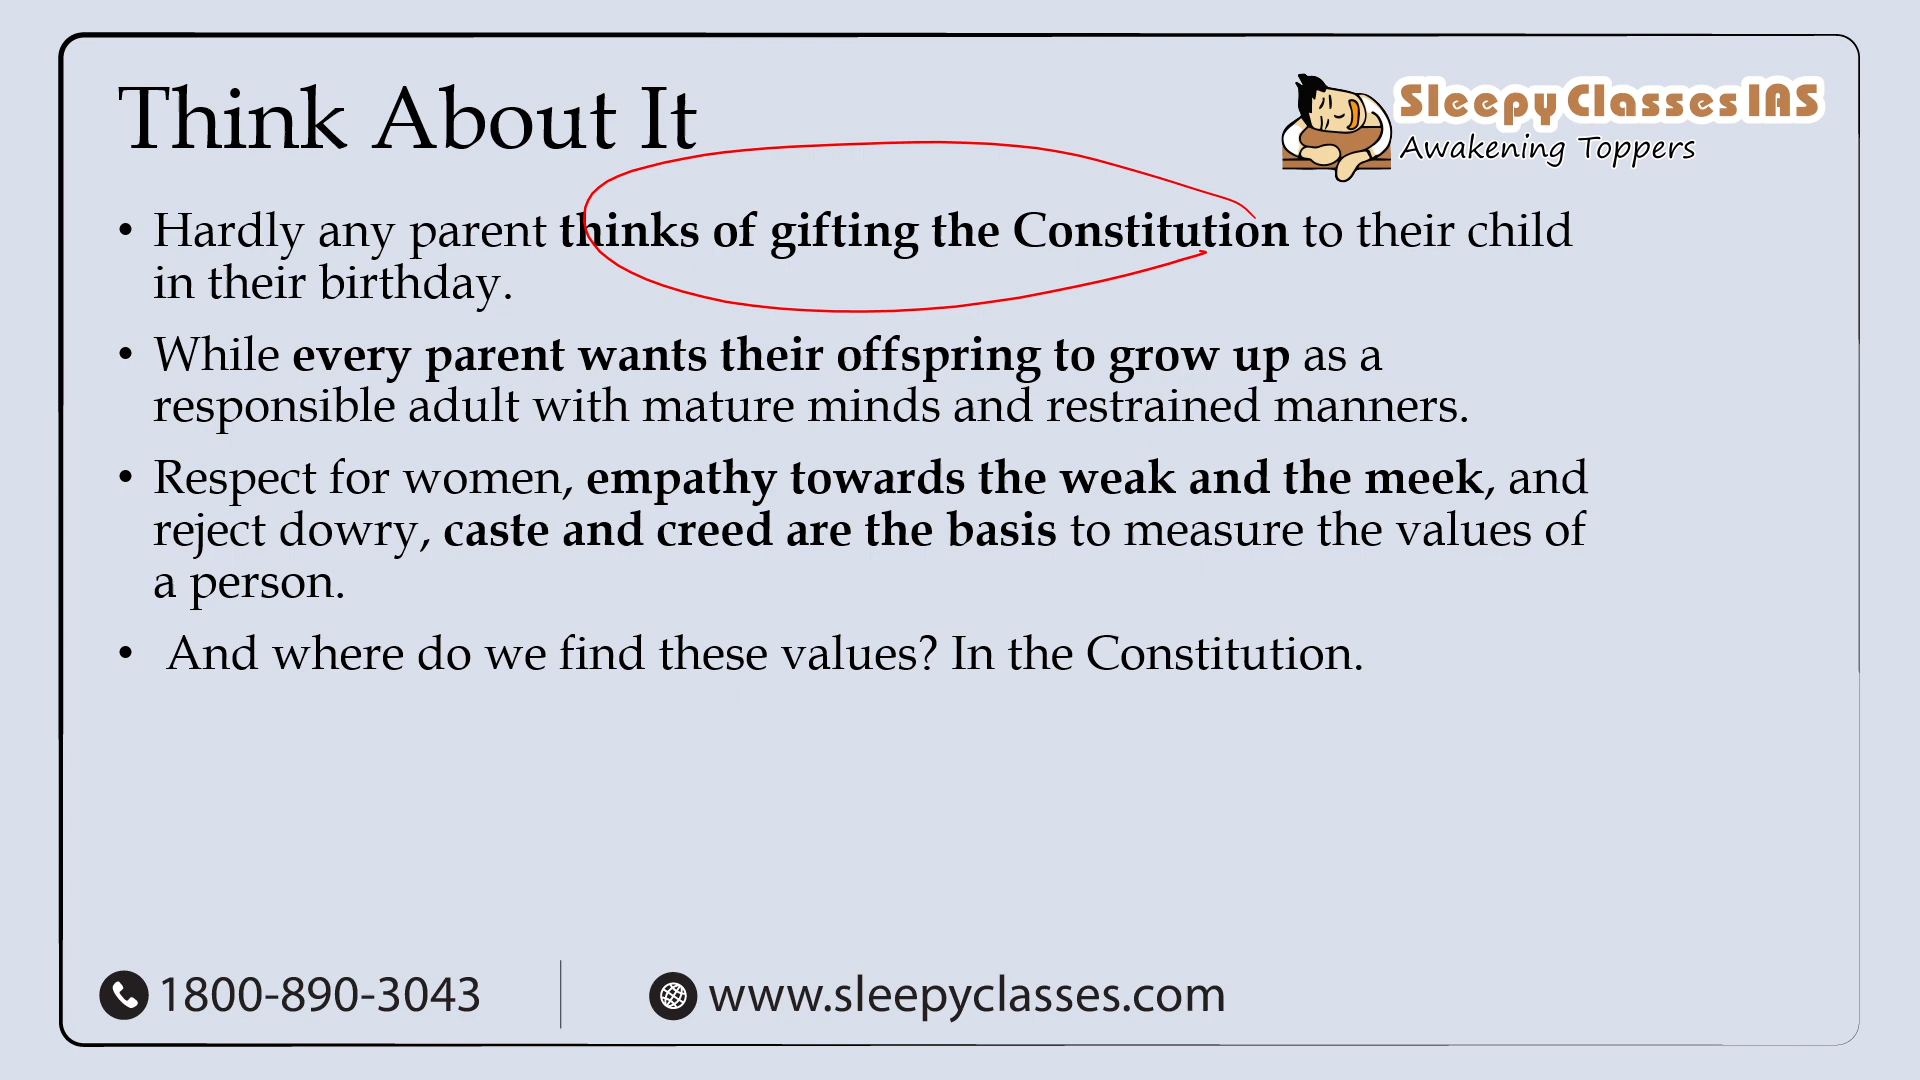 Think About It
Sleepy Classes IAS
Awakening Toppers
• Hardly any parent thinks of gifting the Constitution to their child
in their birthday.
• While every parent wants their offspring to grow up as a
responsible adult with mature minds and restrained manners.
• Respect for women, empathy towards the weak and the meek, and
reject dowry, caste and creed are the basis to measure the values of
a person.
• And where do we find these values? In the Constitution.
1800-890-3043
www.sleepyclasses.com